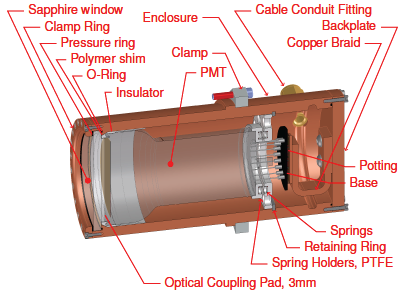 Sapphire window
Clamp Ring
Pressure ring
Polymer shim
O-Ring
Insulator
Enclosure
Clamp
PMT
Cable Conduit Fitting
Backplate
Copper Braid
Potting
Base
Springs
Retaining Ring
Spring Holders, PTFE
Optical Coupling Pad, 3mm